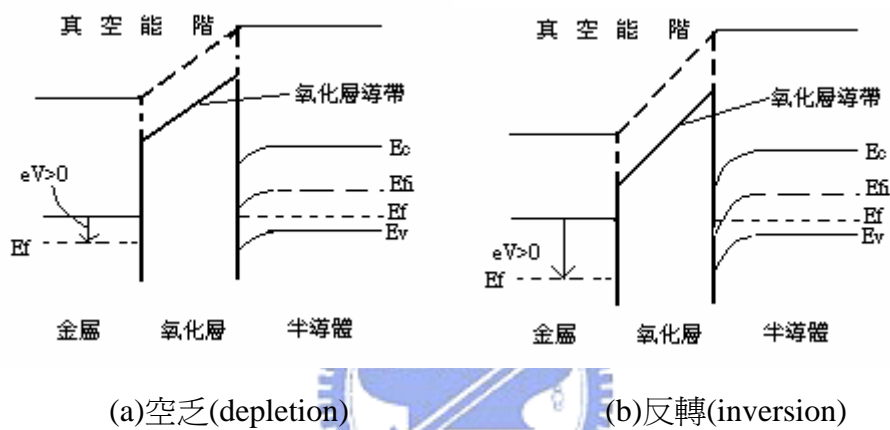 真 空 能 階
氧化層導帶
Ec
eV>0
Efi
Ef
Ev
Ef
金屬 氧化層 半導體
(a)空乏(depletion)
真 空 能 階
氧化層導帶
Ec
Efi
Ef
Ev
eV>0
Ef
金屬 氧化層 半導體
(b)反轉(inversion)